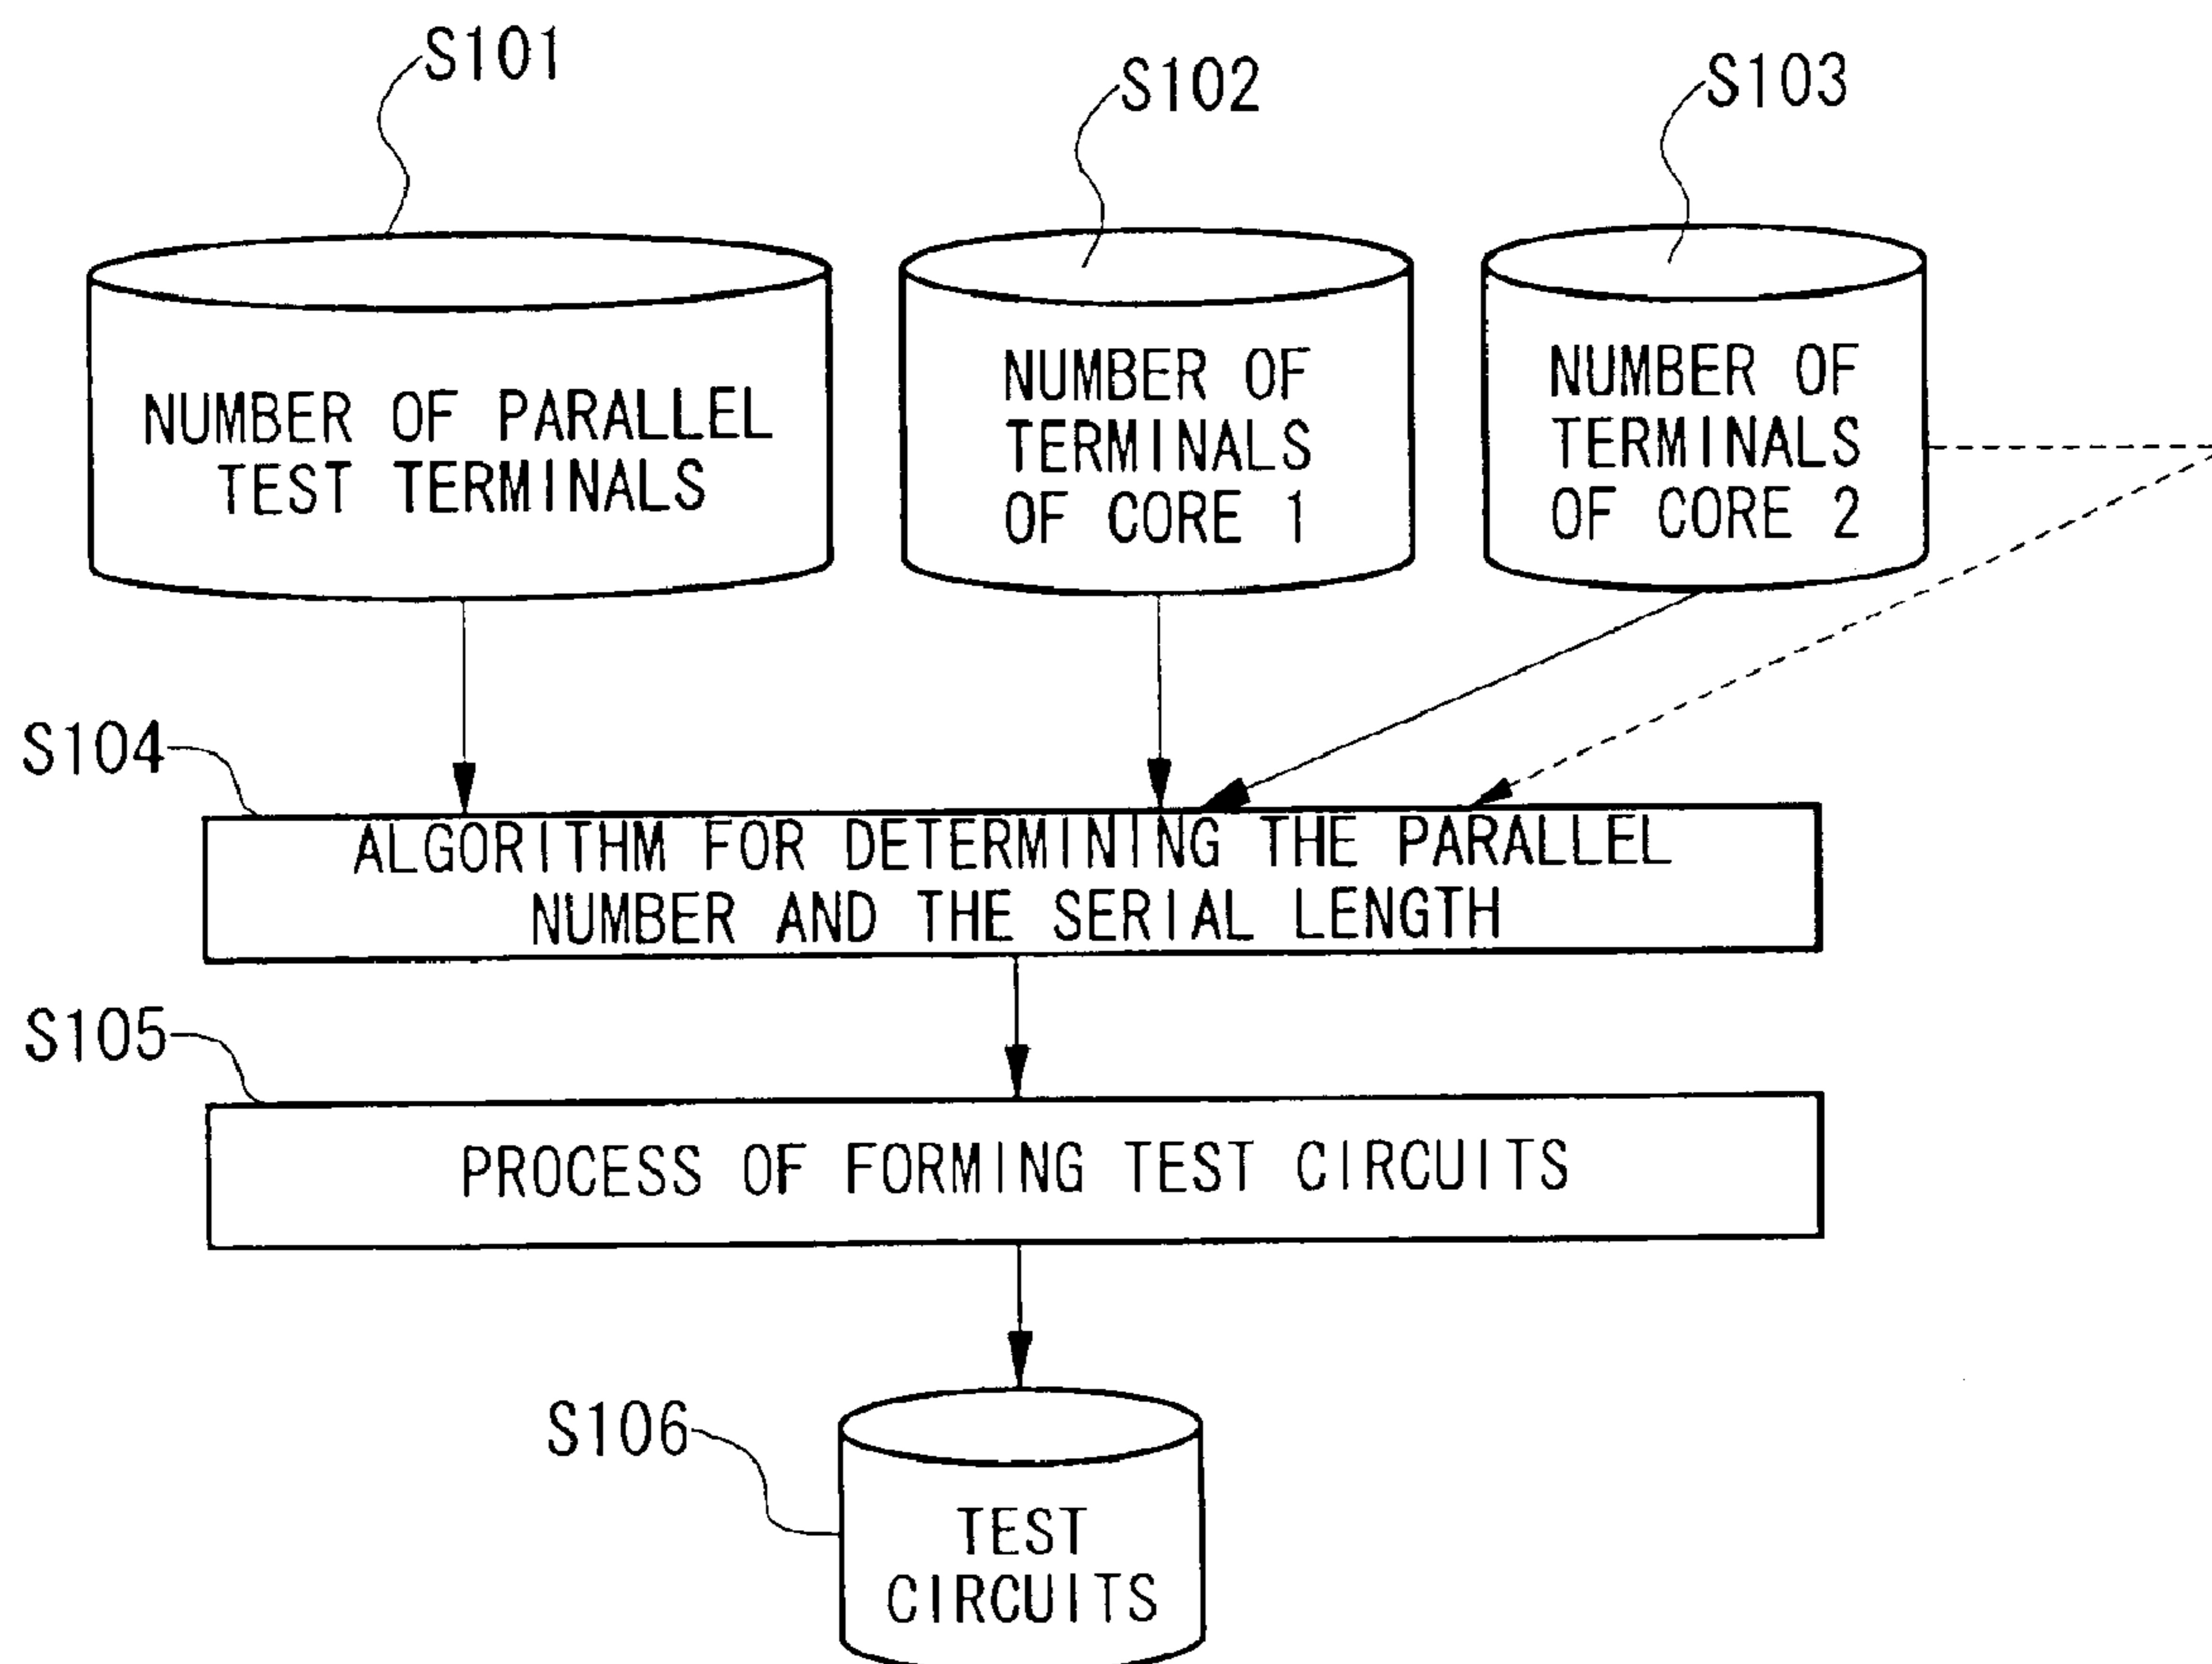 S101
S102
S103
NUMBER OF PARALLEL
TEST TERMINALS
NUMBER OF
TERMINALS
OF CORE 1
NUMBER OF
TERMINALS
OF CORE 2
S104
ALGORITHM FOR DETERMINING THE PARALLEL
NUMBER AND THE SERIAL LENGTH
S105
PROCESS OF FORMING TEST CIRCUITS
S106
TEST
CIRCUITS